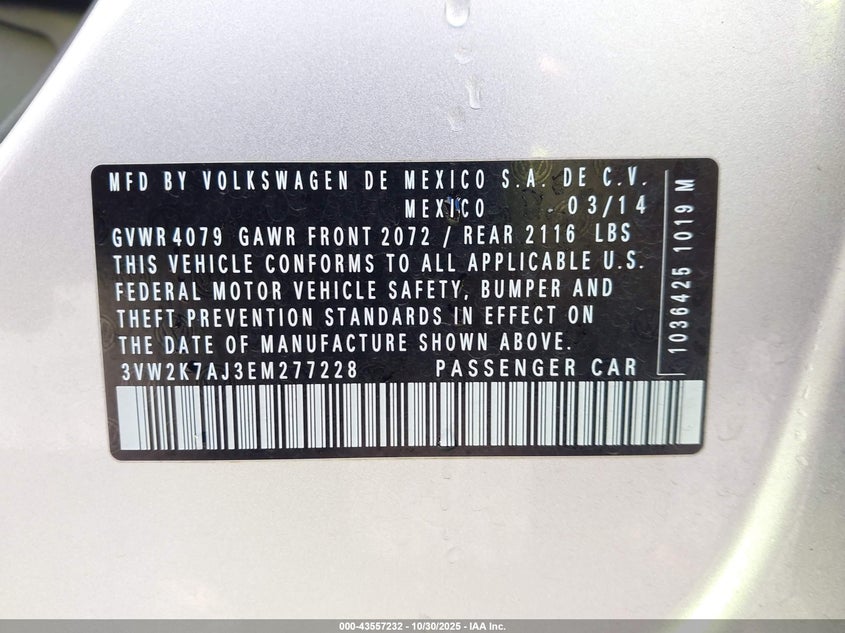 MFD BY VOLKSWAGEN DE MEXICO S.A. DE C.V.
MEXICO 03/14
GVWR 4079 GAWR FRONT 2072 / REAR 2116 LBS
THIS VEHICLE CONFORMS TO ALL APPLICABLE U.S.
FEDERAL MOTOR VEHICLE SAFETY, BUMPER AND
THEFT PREVENTION STANDARDS IN EFFECT ON
THE DATE OF MANUFACTURE SHOWN ABOVE.
3VW2K7AJ3EM277228 PASSENGER CAR
1036425 1019 M
000-43557232 - 10/30/2025 - IAA Inc.